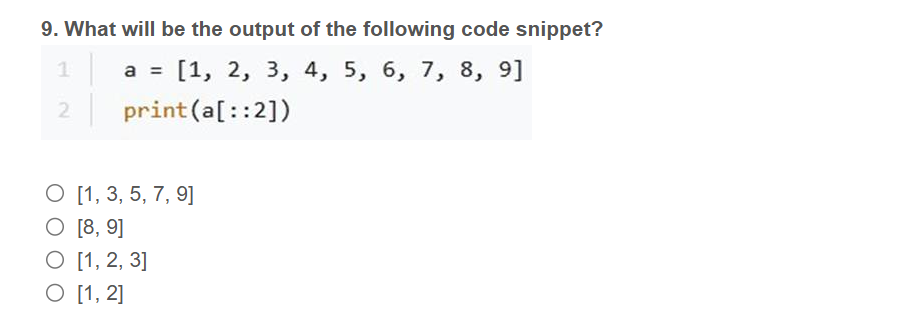 9. What will be the output of the following code snippet?
1 a = [1, 2, 3, 4, 5, 6, 7, 8, 9]
2 print(a[::2])
[1, 3, 5, 7, 9]
[8, 9]
[1, 2, 3]
[1, 2]